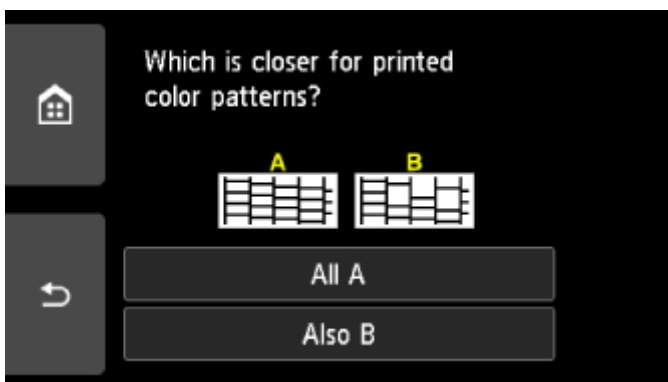 Which is closer for printed
color patterns?
A B
All A
Also B